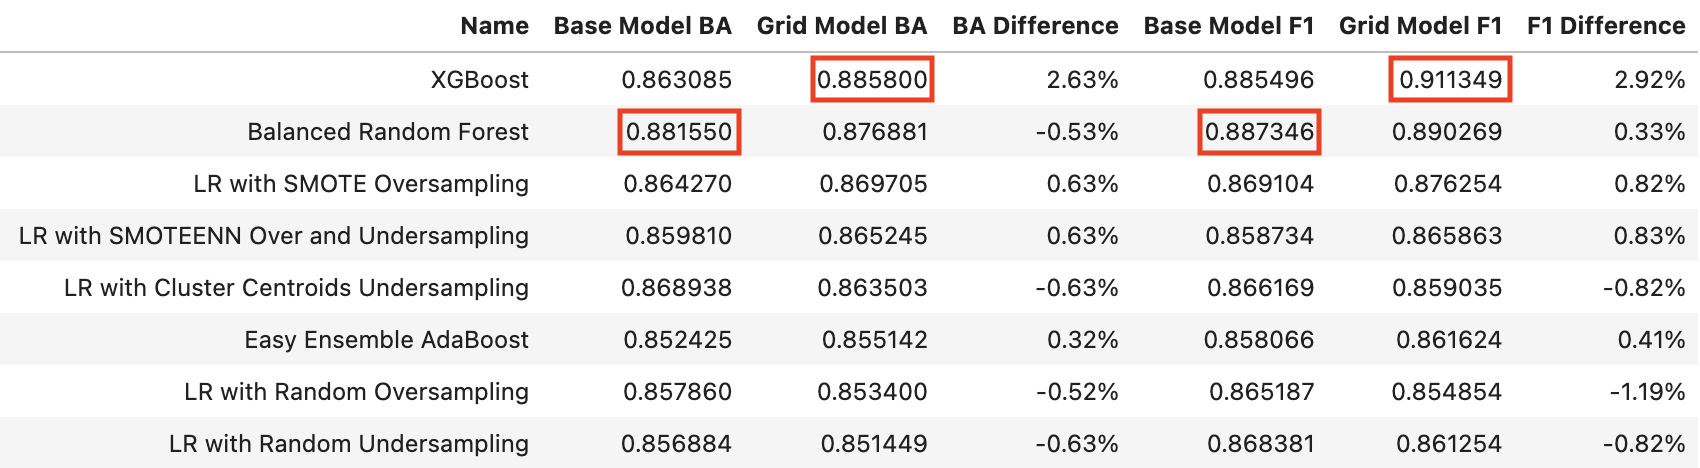 Name Base Model BA Grid Model BA BA Difference Base Model F1 Grid Model F1 F1 Difference
XGBoost 0.863085 0.885800 2.63% 0.885496 0.911349 2.92%
Balanced Random Forest 0.881550 0.876881 -0.53% 0.887346 0.890269 0.33%
LR with SMOTE Oversampling 0.864270 0.869705 0.63% 0.869104 0.876254 0.82%
LR with SMOTEENN Over and Undersampling 0.859810 0.865245 0.63% 0.858734 0.865863 0.83%
LR with Cluster Centroids Undersampling 0.868938 0.863503 -0.63% 0.866169 0.859035 -0.82%
Easy Ensemble AdaBoost 0.852425 0.855142 0.32% 0.858066 0.861624 0.41%
LR with Random Oversampling 0.857860 0.853400 -0.52% 0.865187 0.854854 -1.19%
LR with Random Undersampling 0.856884 0.851449 -0.63% 0.868381 0.861254 -0.82%